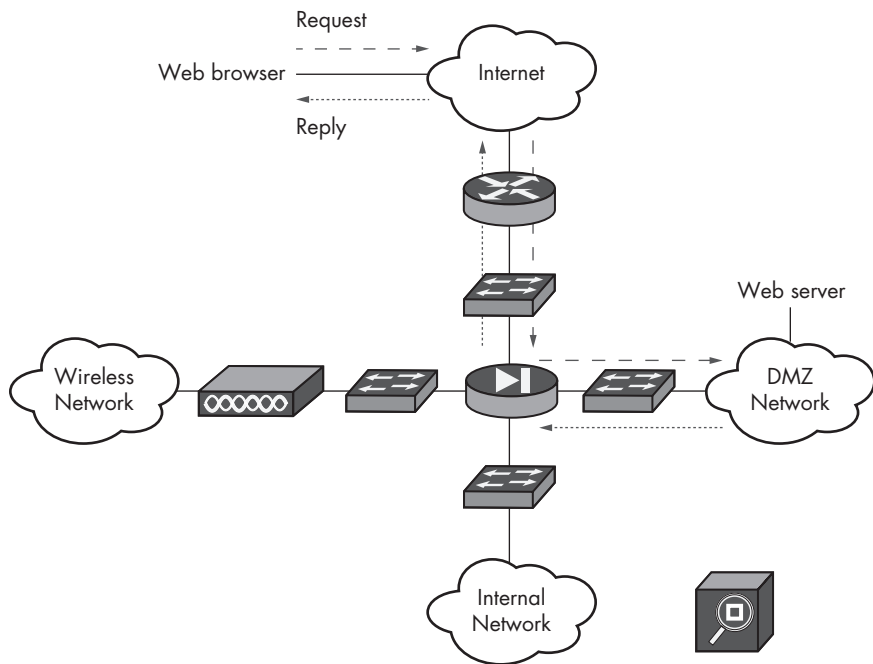 Request
Web browser
Internet
Reply
Web server
Wireless
Network
DMZ
Network
Internal
Network